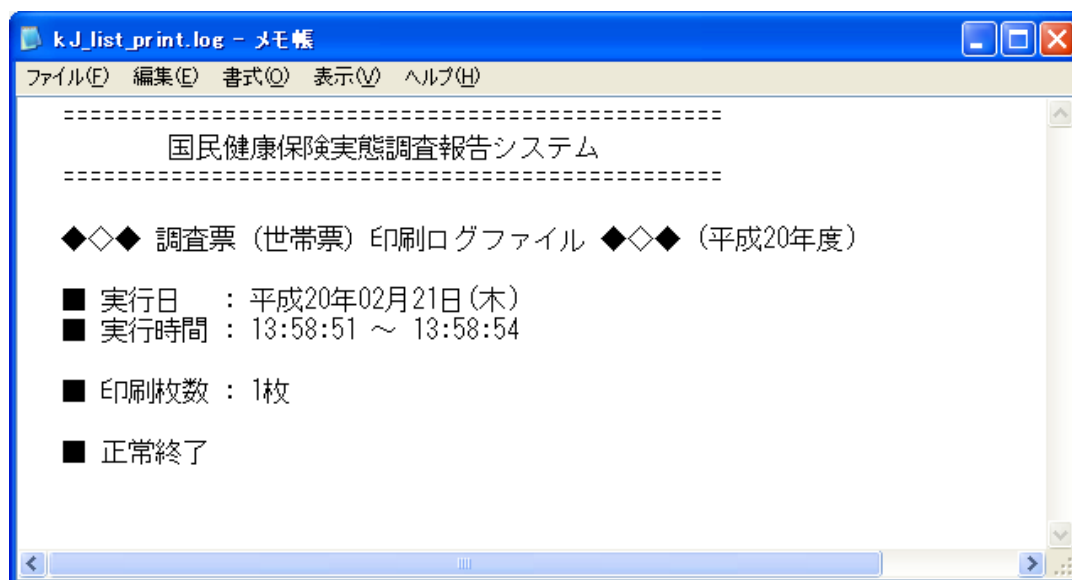 kJ_list_print.log - メモ帳
ファイル(F) 編集(E) 書式(O) 表示(V) ヘルプ(H)
==================================================
国民健康保険実態調査報告システム
==================================================
◆◇◆ 調査票（世帯票）印刷ログファイル ◆◇◆（平成20年度）
■ 実行日　 : 平成20年02月21日(木)
■ 実行時間 : 13:58:51 ～ 13:58:54
■ 印刷枚数 : 1枚
■ 正常終了